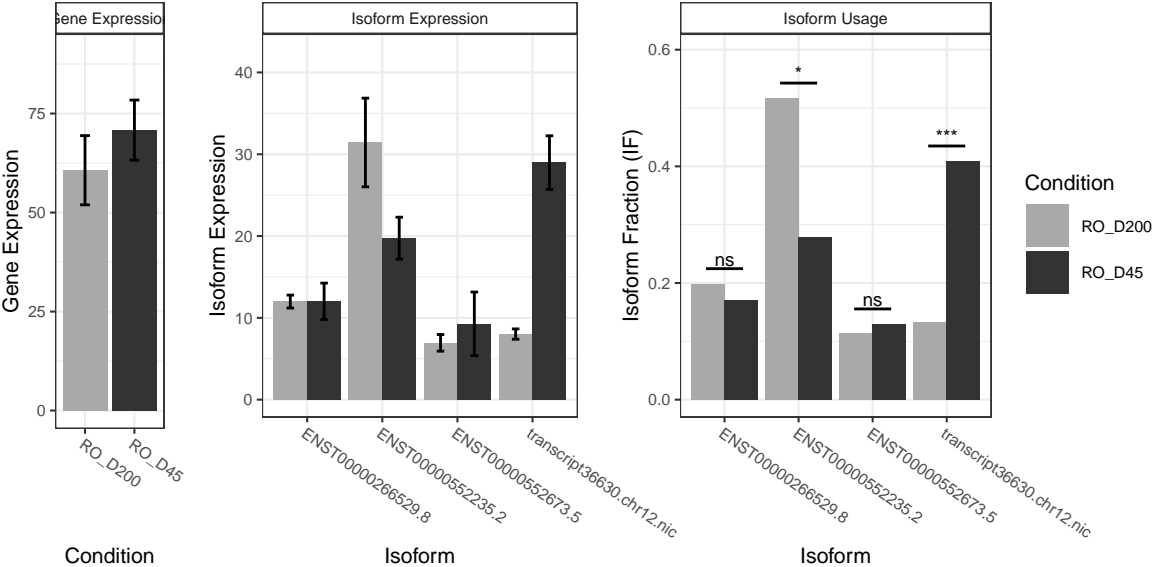 Gene Expression
Gene Expression
75
50
25
0
RO_D200
RO_D45
Condition
Isoform Expression
Isoform Expression
40
30
20
10
0
ENST00000266529.8
ENST00000552235.2
ENST00000552673.5
transcript36630.chr12.nic
Isoform
Isoform Usage
Isoform Fraction (IF)
0.6
0.4
0.2
0.0
ns
*
ns
***
ENST00000266529.8
ENST00000552235.2
ENST00000552673.5
transcript36630.chr12.nic
Isoform
Condition
RO_D200
RO_D45